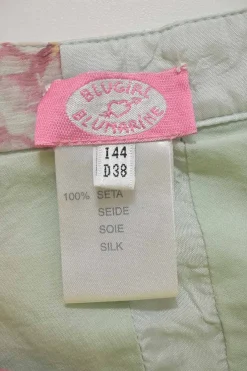 BLUGIRL
BLUMARINE
I44
D38
100% SETA
SEIDE
SOIE
SILK